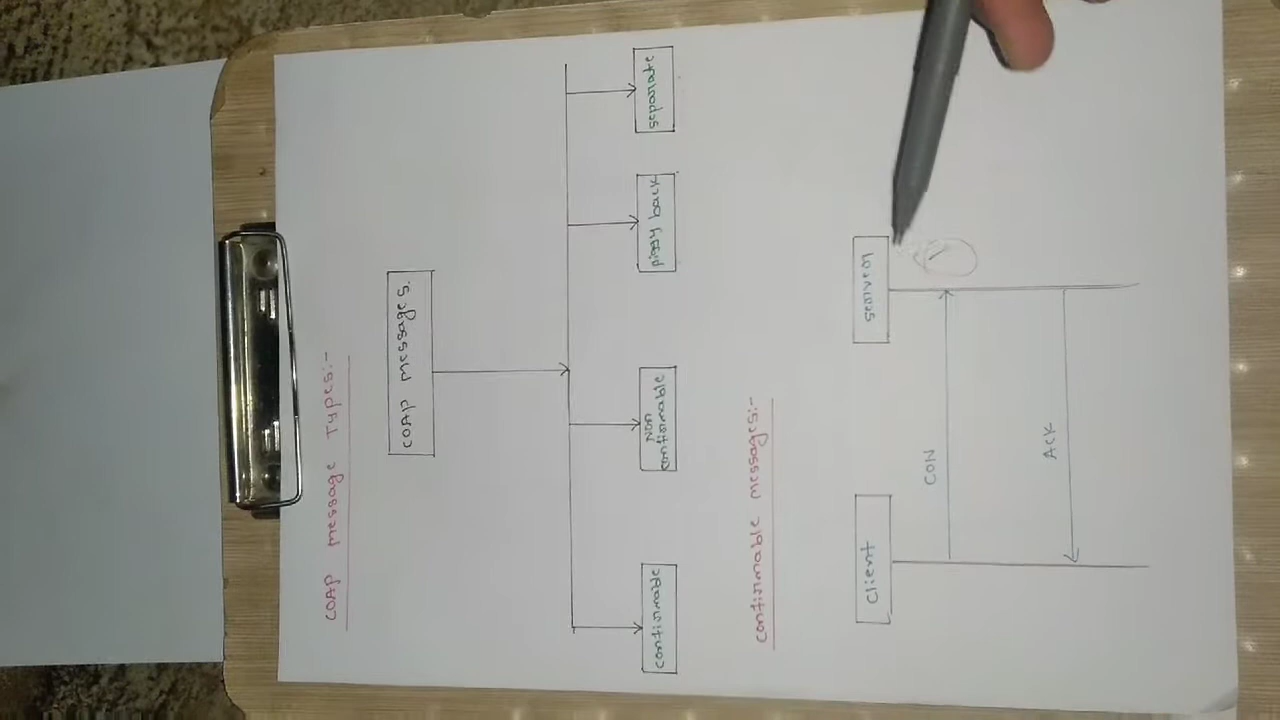 COAP message Types:-
COAP messages.
confirmable
NON
confirmable
piggy back
separate
confirmable messages:-
Client
server
CON
ACK